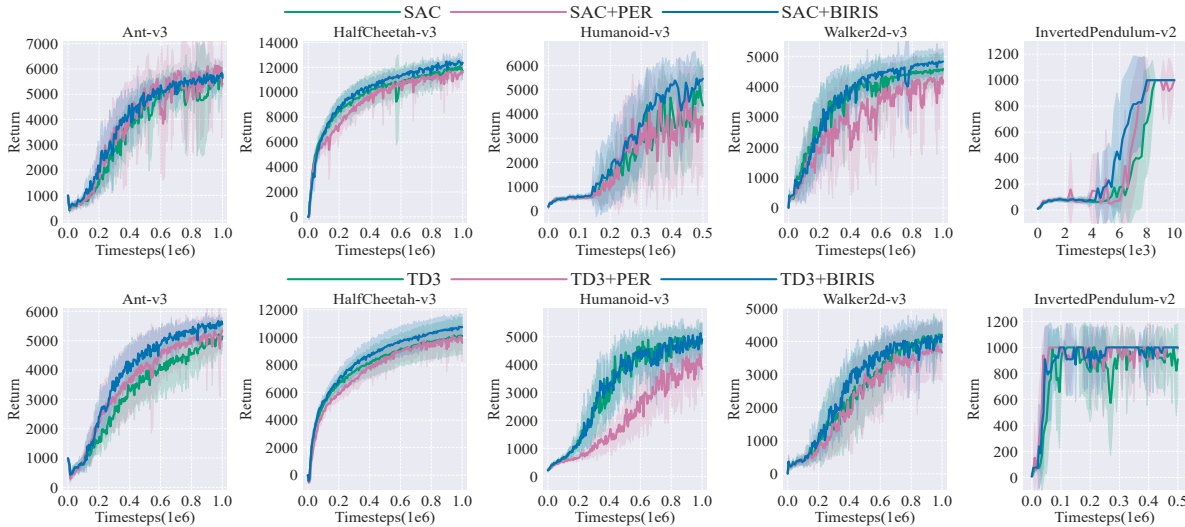 SAC SAC+PER SAC+BIRIS
Ant-v3 HalfCheetah-v3 Humanoid-v3 Walker2d-v3 InvertedPendulum-v2
Return Return Return Return Return
7000 6000 5000 4000 3000 2000 1000 0
14000 12000 10000 8000 6000 4000 2000 0
7000 6000 5000 4000 3000 2000 1000 0
6000 5000 4000 3000 2000 1000 0
1200 1000 800 600 400 200 0
0.0 0.2 0.4 0.6 0.8 1.0
0.0 0.2 0.4 0.6 0.8 1.0
0.0 0.1 0.2 0.3 0.4 0.5
0.0 0.2 0.4 0.6 0.8 1.0
0 2 4 6 8 10
Timesteps(1e6) Timesteps(1e6) Timesteps(1e6) Timesteps(1e6) Timesteps (1e3)
TD3 TD3+PER TD3+BIRIS
Ant-v3 HalfCheetah-v3 Humanoid-v3 Walker2d-v3 InvertedPendulum-v2
Return Return Return Return Return
6000 5000 4000 3000 2000 1000 0
12000 10000 8000 6000 4000 2000 0
6000 5000 4000 3000 2000 1000 0
5000 4000 3000 2000 1000 0
1200 1000 800 600 400 200 0
0.0 0.2 0.4 0.6 0.8 1.0
0.0 0.2 0.4 0.6 0.8 1.0
0.0 0.2 0.4 0.6 0.8 1.0
0.0 0.2 0.4 0.6 0.8 1.0
0.0 0.1 0.2 0.3 0.4 0.5
Timesteps(1e6) Timesteps(1e6) Timesteps(1e6) Timesteps(1e6) Timesteps(1e6)